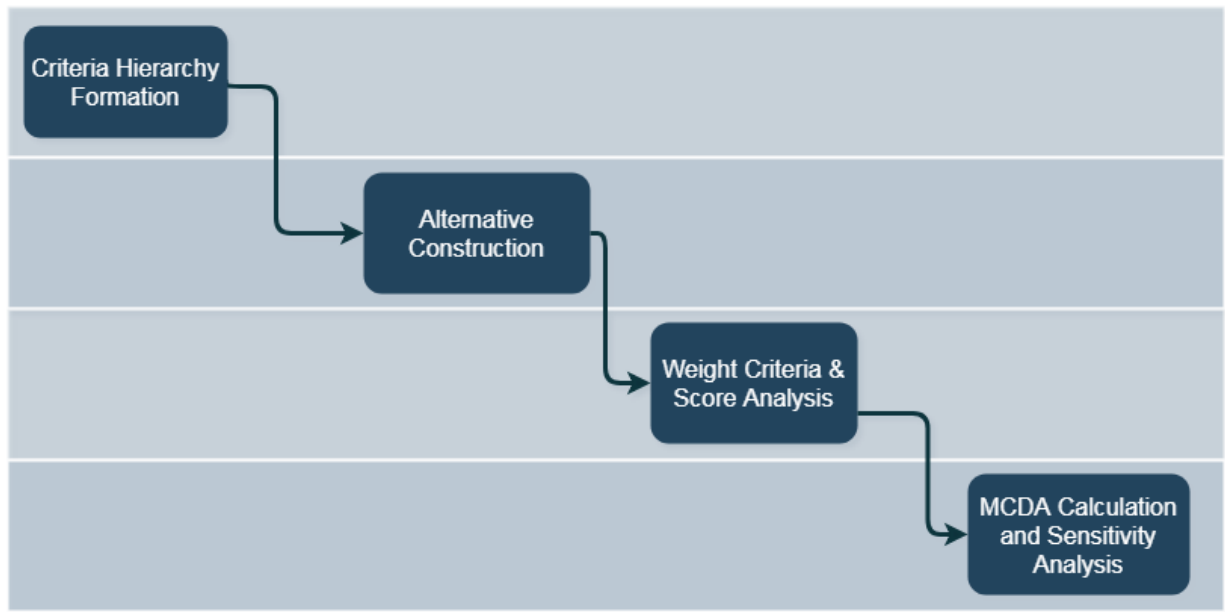 Criteria Hierarchy
Formation
Alternative
Construction
Weight Criteria &
Score Analysis
MCDA Calculation
and Sensitivity
Analysis